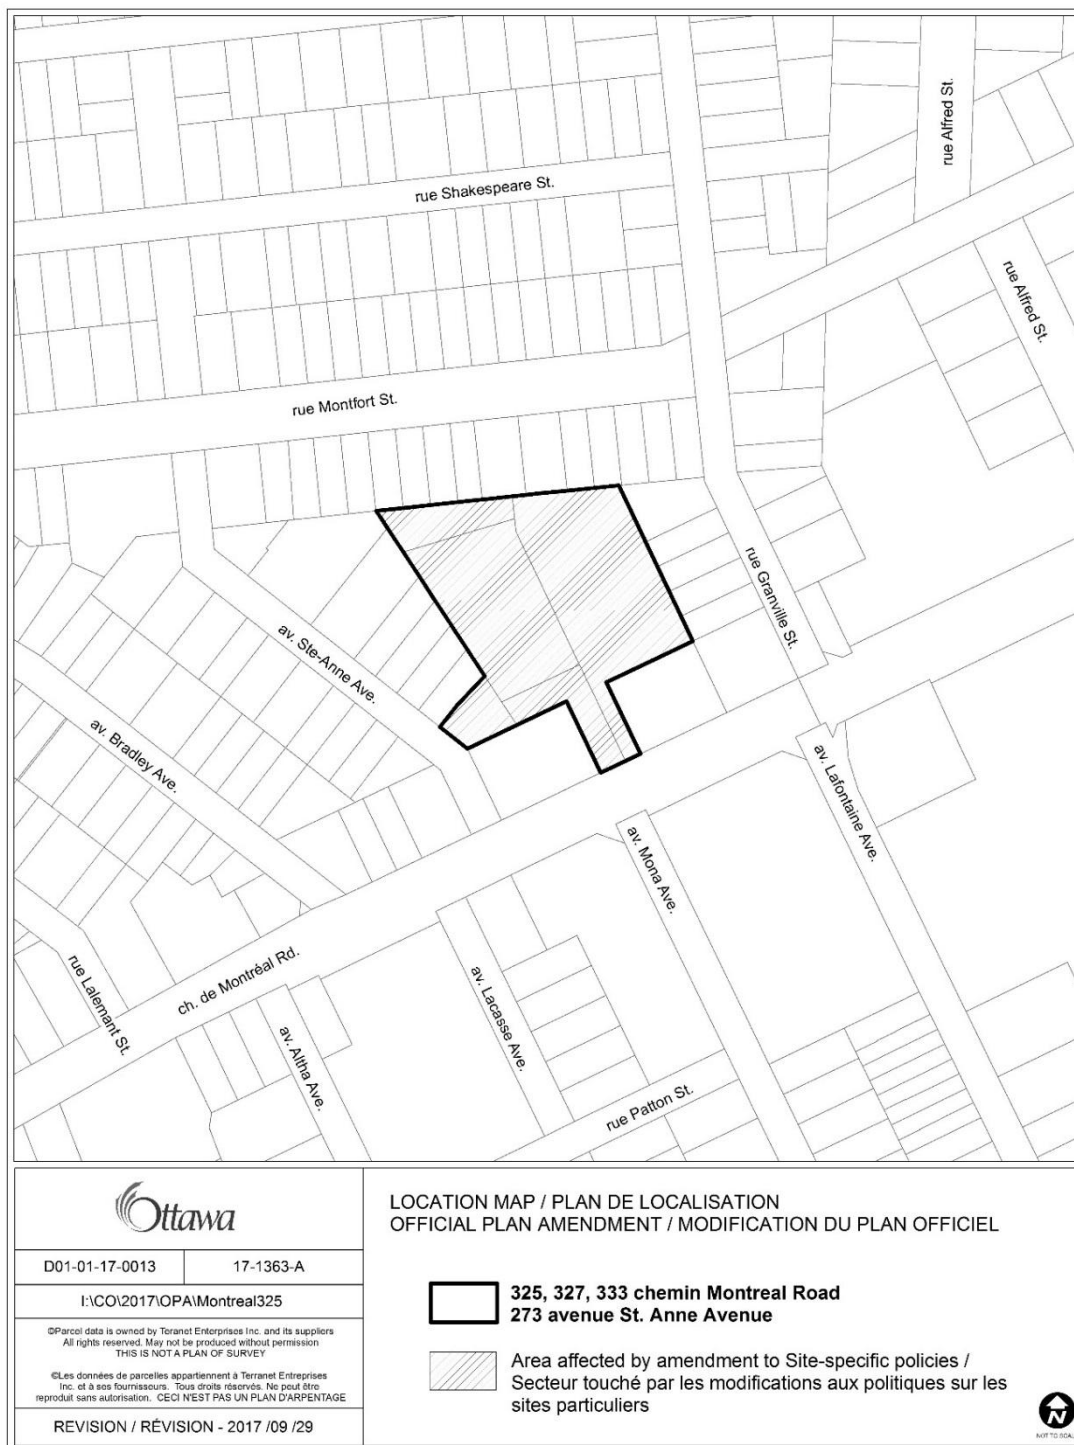 rue Alfred St.
rue Shakespeare St.
rue Alfred St.
rue Montfort St.
rue Granville St.
av. Ste-Anne Ave.
av. Bradley Ave.
av. Lafontaine Ave.
av. Mona Ave.
rue Lalemant St.
ch. de Montréal Rd.
av. Lacasse Ave.
av. Altha Ave.
rue Patton St.
Ottawa
D01-01-17-0013
17-1363-A
I:\CO\2017\OPA\Montreal325
©Parcel data is owned by Teranet Enterprises Inc. and its suppliers
All rights reserved. May not be produced without permission
THIS IS NOT A PLAN OF SURVEY
©Les données de parcelles appartiennent à Terranet Entreprises
Inc. et à ses fournisseurs. Tous droits réservés. Ne peut être
reproduit sans autorisation. CECI N'EST PAS UN PLAN D'ARPENTAGE
REVISION / RÉVISION - 2017 /09 /29
LOCATION MAP / PLAN DE LOCALISATION
OFFICIAL PLAN AMENDMENT / MODIFICATION DU PLAN OFFICIEL
325, 327, 333 chemin Montreal Road
273 avenue St. Anne Avenue
Area affected by amendment to Site-specific policies /
Secteur touché par les modifications aux politiques sur les
sites particuliers
N
NOT TO SCALE